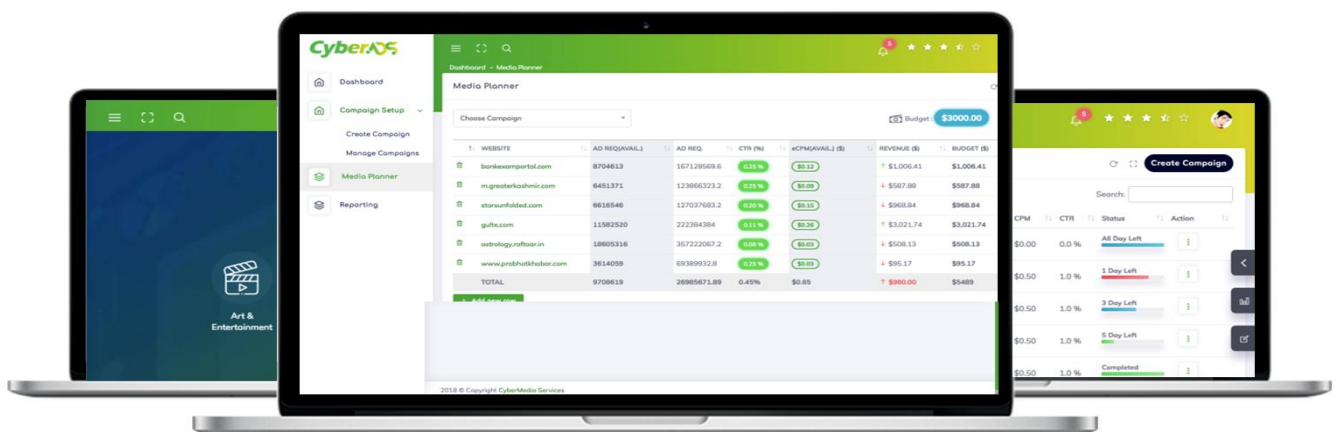 Art &
Entertainment
CyberADS
5
Dashboard - Media Planner
Dashboard
Campaign Setup
Create Campaign
Manage Campaigns
Media Planner
Reporting
Media Planner
Choose Campaign
Budget : $3000.00
WEBSITE AD REQ(AVAIL.) AD REQ. CTR (%) eCPM(AVAIL.) ($) REVENUE ($) BUDGET ($)
bankexamportal.com 8704613 167128569.6 0.25 % $0.12 ↑ $1,006.41 $1,006.41
m.greaterkashmir.com 6451371 123866323.2 0.25 % $0.09 ↓ $587.88 $587.88
starsunfolded.com 6616546 127037683.2 0.20 % $0.15 ↓ $968.84 $968.84
gulte.com 11582520 222384384 0.11 % $0.26 ↑ $3,021.74 $3,021.74
astrology.raftaar.in 18605316 357222067.2 0.08 % $0.03 ↓ $508.13 $508.13
www.prabhatkhabar.com 3614059 69389932.8 0.25 % $0.03 ↓ $95.17 $95.17
TOTAL 9708619 26985671.89 0.45% $0.65 ↑ $980.00 $5489
+ Add new row
2018 © Copyright CyberMedia Services
5
Create Campaign
Search:
CPM CTR Status Action
$0.00 0.0 % All Day Left
$0.50 1.0 % 1 Day Left
$0.50 1.0 % 3 Day Left
$0.50 1.0 % 5 Day Left
$0.50 1.0 % Completed